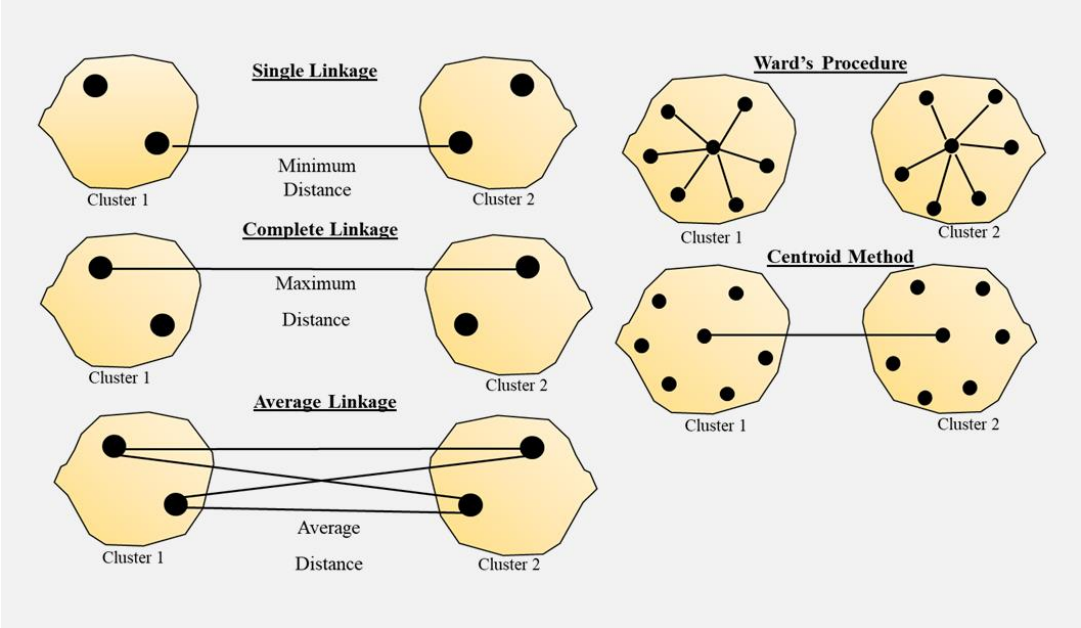 Single Linkage
Minimum
Distance
Cluster 1
Cluster 2
Complete Linkage
Maximum
Distance
Cluster 1
Cluster 2
Average Linkage
Average
Distance
Cluster 1
Cluster 2
Ward's Procedure
Cluster 1
Cluster 2
Centroid Method
Cluster 1
Cluster 2